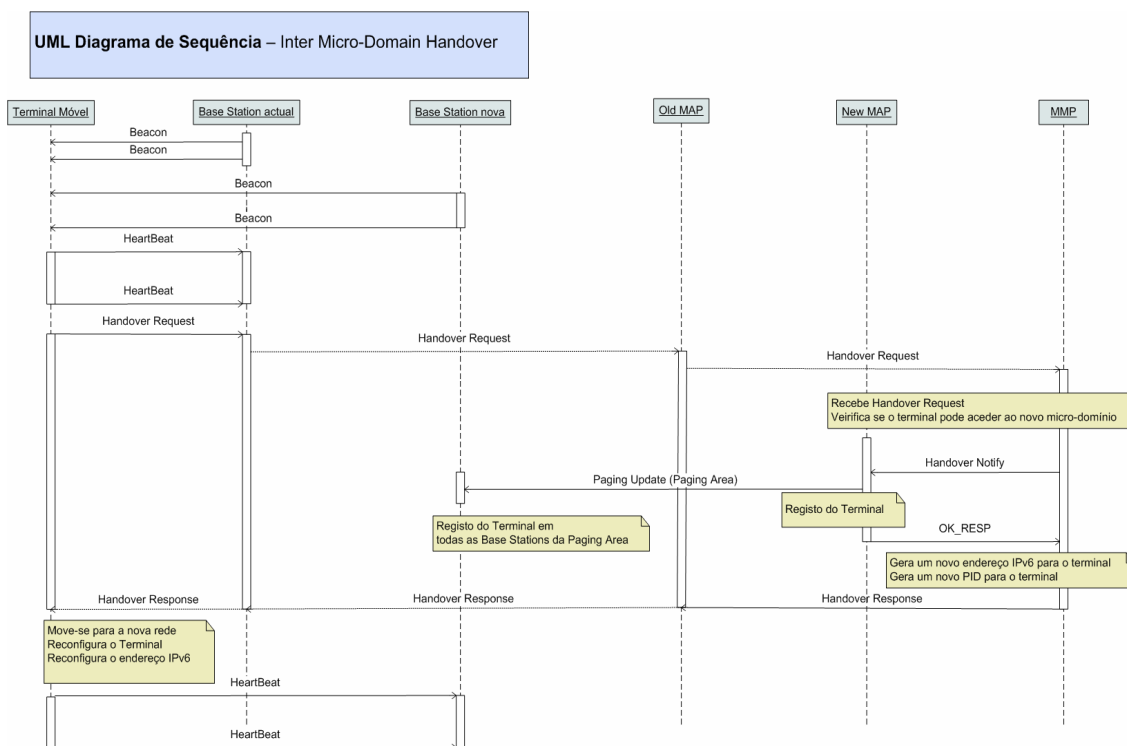 UML Diagrama de Sequência – Inter Micro-Domain Handover
Terminal Móvel
Base Station actual
Base Station nova
Old MAP
New MAP
MMP
Beacon
Beacon
Beacon
Beacon
HeartBeat
HeartBeat
Handover Request
Handover Request
Handover Request
Recebe Handover Request
Veirifica se o terminal pode aceder ao novo micro-domínio
Handover Notify
Paging Update (Paging Area)
Registo do Terminal
Registo do Terminal em
todas as Base Stations da Paging Area
OK_RESP
Gera um novo endereço IPv6 para o terminal
Gera um novo PID para o terminal
Handover Response
Handover Response
Handover Response
Move-se para a nova rede
Reconfigura o Terminal
Reconfigura o endereço IPv6
HeartBeat
HeartBeat